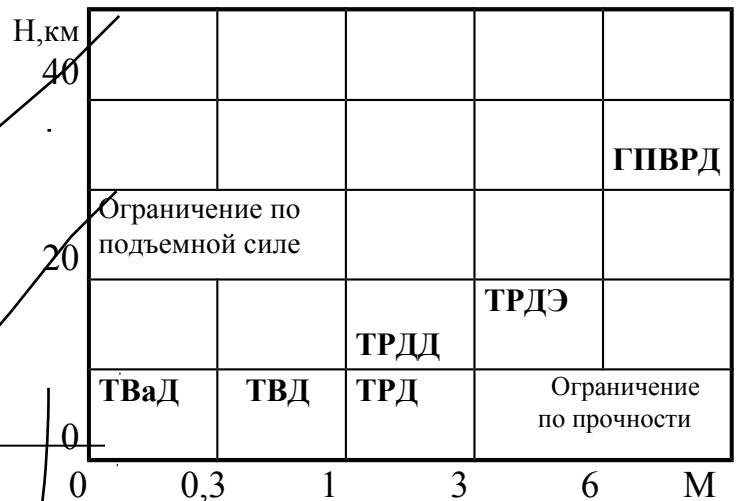 Н,км
40
ГПВРД
Ограничение по
подъемной силе
20
ТРДЭ
ТРДД
ТВаД ТВД ТРД Ограничение
по прочности
0
0 0,3 1 3 6 М